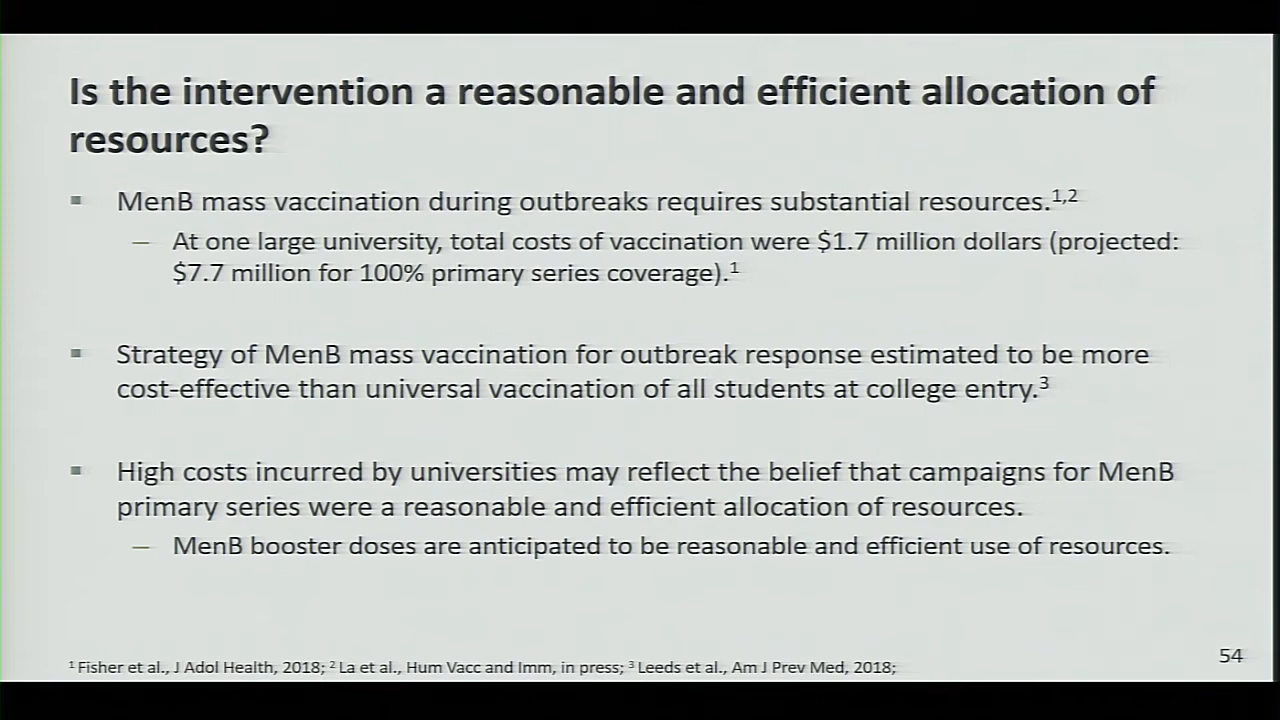 Is the intervention a reasonable and efficient allocation of
resources?
▪ MenB mass vaccination during outbreaks requires substantial resources.1,2
– At one large university, total costs of vaccination were $1.7 million dollars (projected:
$7.7 million for 100% primary series coverage).1
▪ Strategy of MenB mass vaccination for outbreak response estimated to be more
cost-effective than universal vaccination of all students at college entry.3
▪ High costs incurred by universities may reflect the belief that campaigns for MenB
primary series were a reasonable and efficient allocation of resources.
– MenB booster doses are anticipated to be reasonable and efficient use of resources.
1 Fisher et al., J Adol Health, 2018; 2 La et al., Hum Vacc and Imm, in press; 3 Leeds et al., Am J Prev Med, 2018;
54